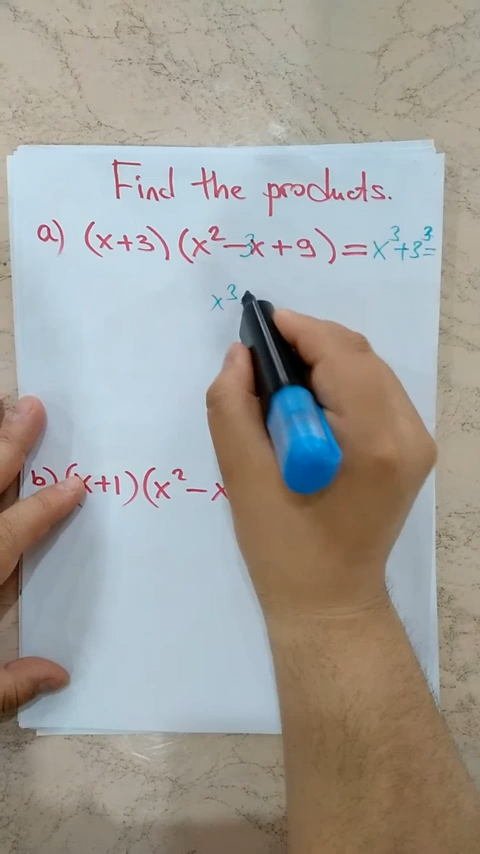 Find the products.
a) (x+3)(x²-3x+9)=x³+3³=
x³
b) (x+1)(x²-x